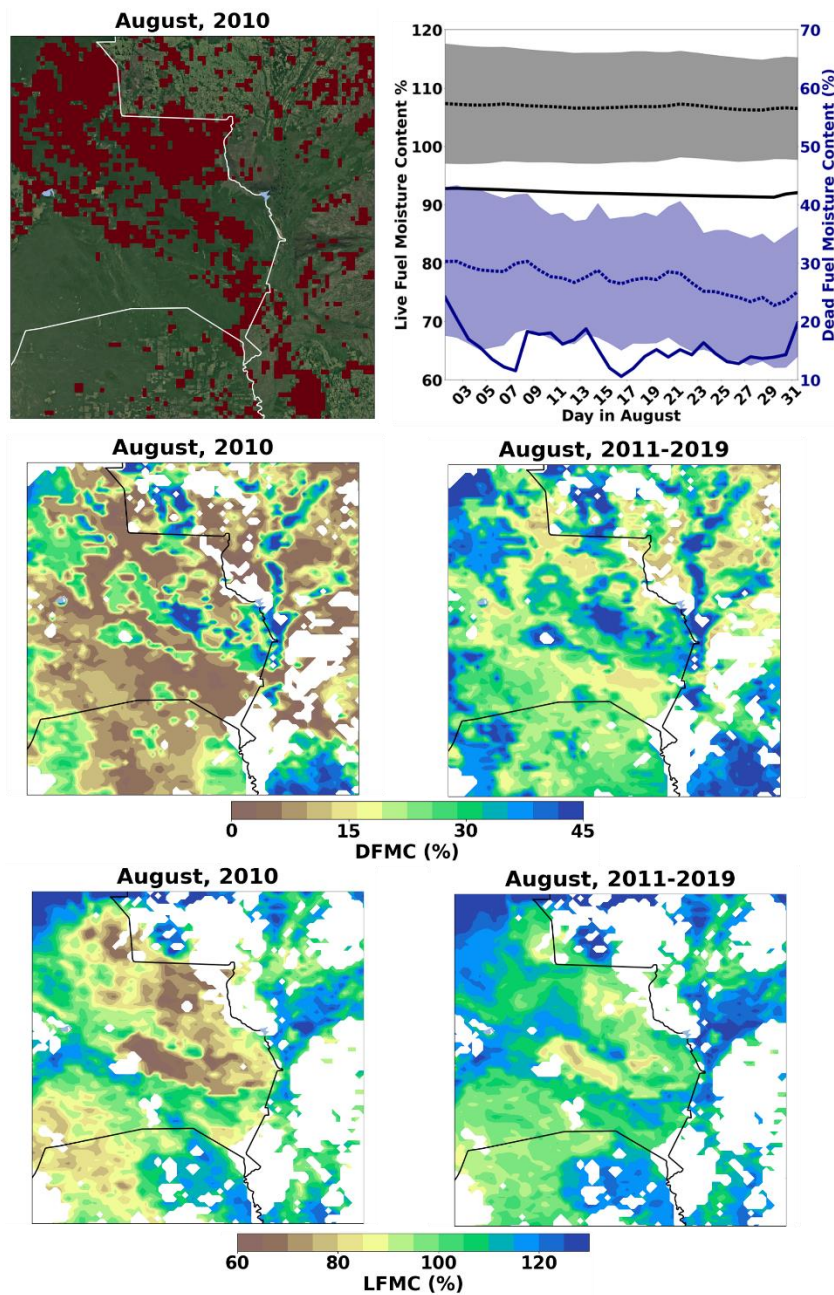 August, 2010
120
110
100
90
80
70
60
Live Fuel Moisture Content %
70
60
50
40
30
20
10
Dead Fuel Moisture Content (%)
03 05 07 09 11 13 15 17 19 21 23 25 27 29 31
Day in August
August, 2010
August, 2011-2019
0 15 30 45
DFMC (%)
August, 2010
August, 2011-2019
60 80 100 120
LFMC (%)